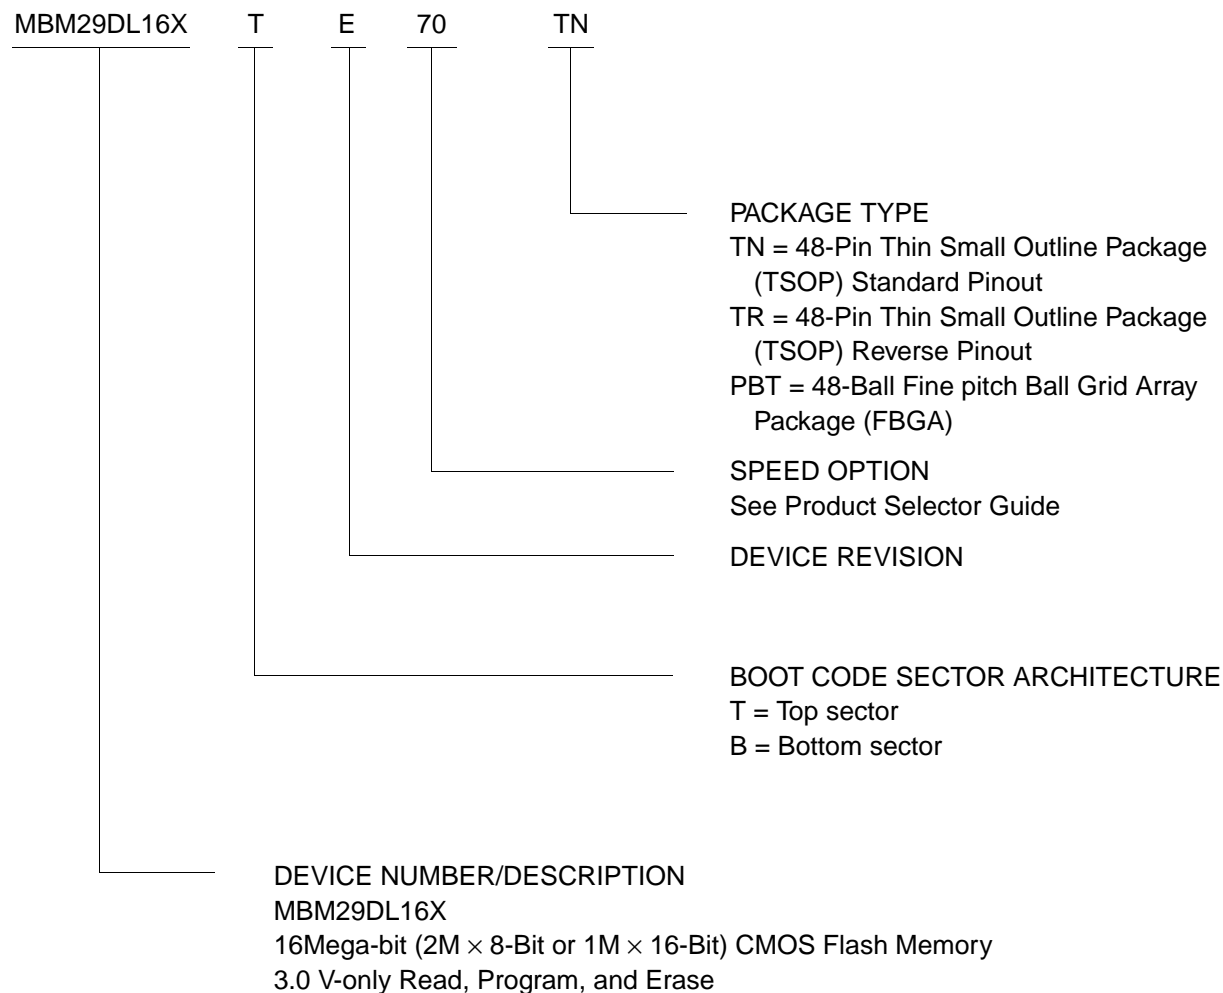 MBM29DL16X T E 70 TN
PACKAGE TYPE
TN = 48-Pin Thin Small Outline Package
(TSOP) Standard Pinout
TR = 48-Pin Thin Small Outline Package
(TSOP) Reverse Pinout
PBT = 48-Ball Fine pitch Ball Grid Array
Package (FBGA)
SPEED OPTION
See Product Selector Guide
DEVICE REVISION
BOOT CODE SECTOR ARCHITECTURE
T = Top sector
B = Bottom sector
DEVICE NUMBER/DESCRIPTION
MBM29DL16X
16Mega-bit (2M × 8-Bit or 1M × 16-Bit) CMOS Flash Memory
3.0 V-only Read, Program, and Erase